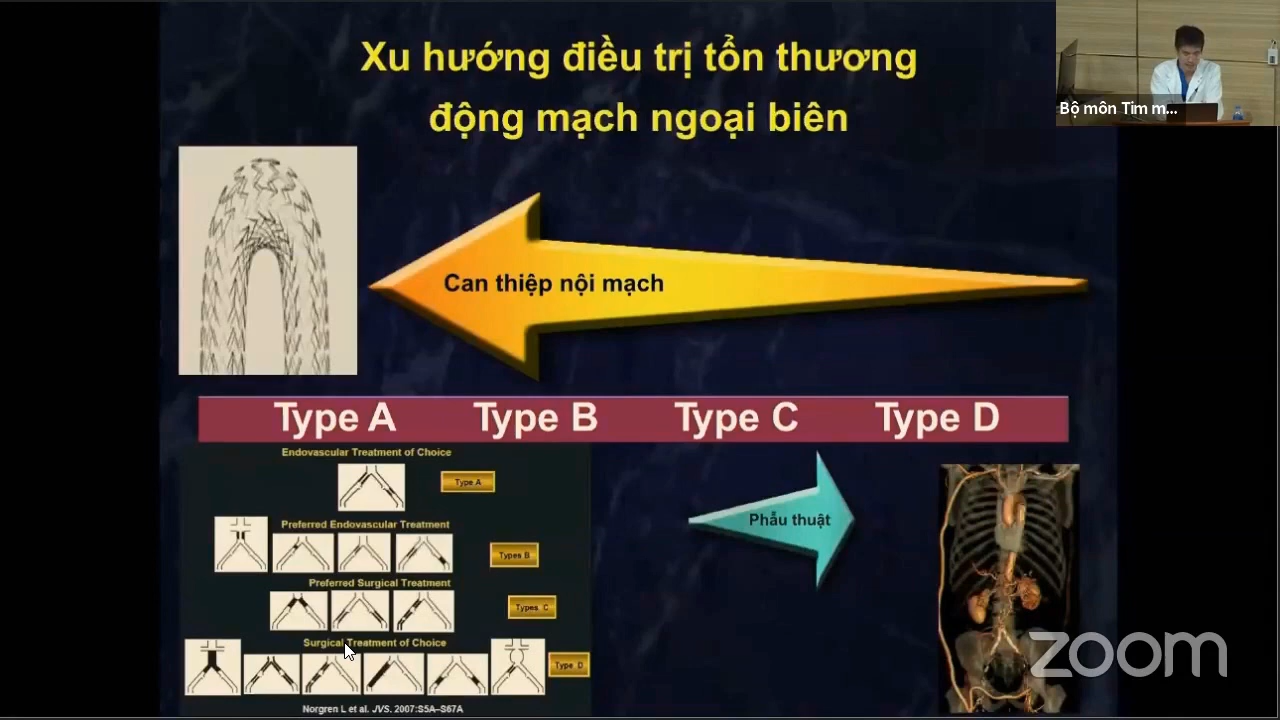 Xu hướng điều trị tổn thương
động mạch ngoại biên
Bộ môn Tim m...
Can thiệp nội mạch
Type A Type B Type C Type D
Endovascular Treatment of Choice
Type A
Preferred Endovascular Treatment
Types B
Preferred Surgical Treatment
Types C
Surgical Treatment of Choice
Type D
Norgren L et al. JVS. 2007:S5A–S67A
Phẫu thuật
zoom